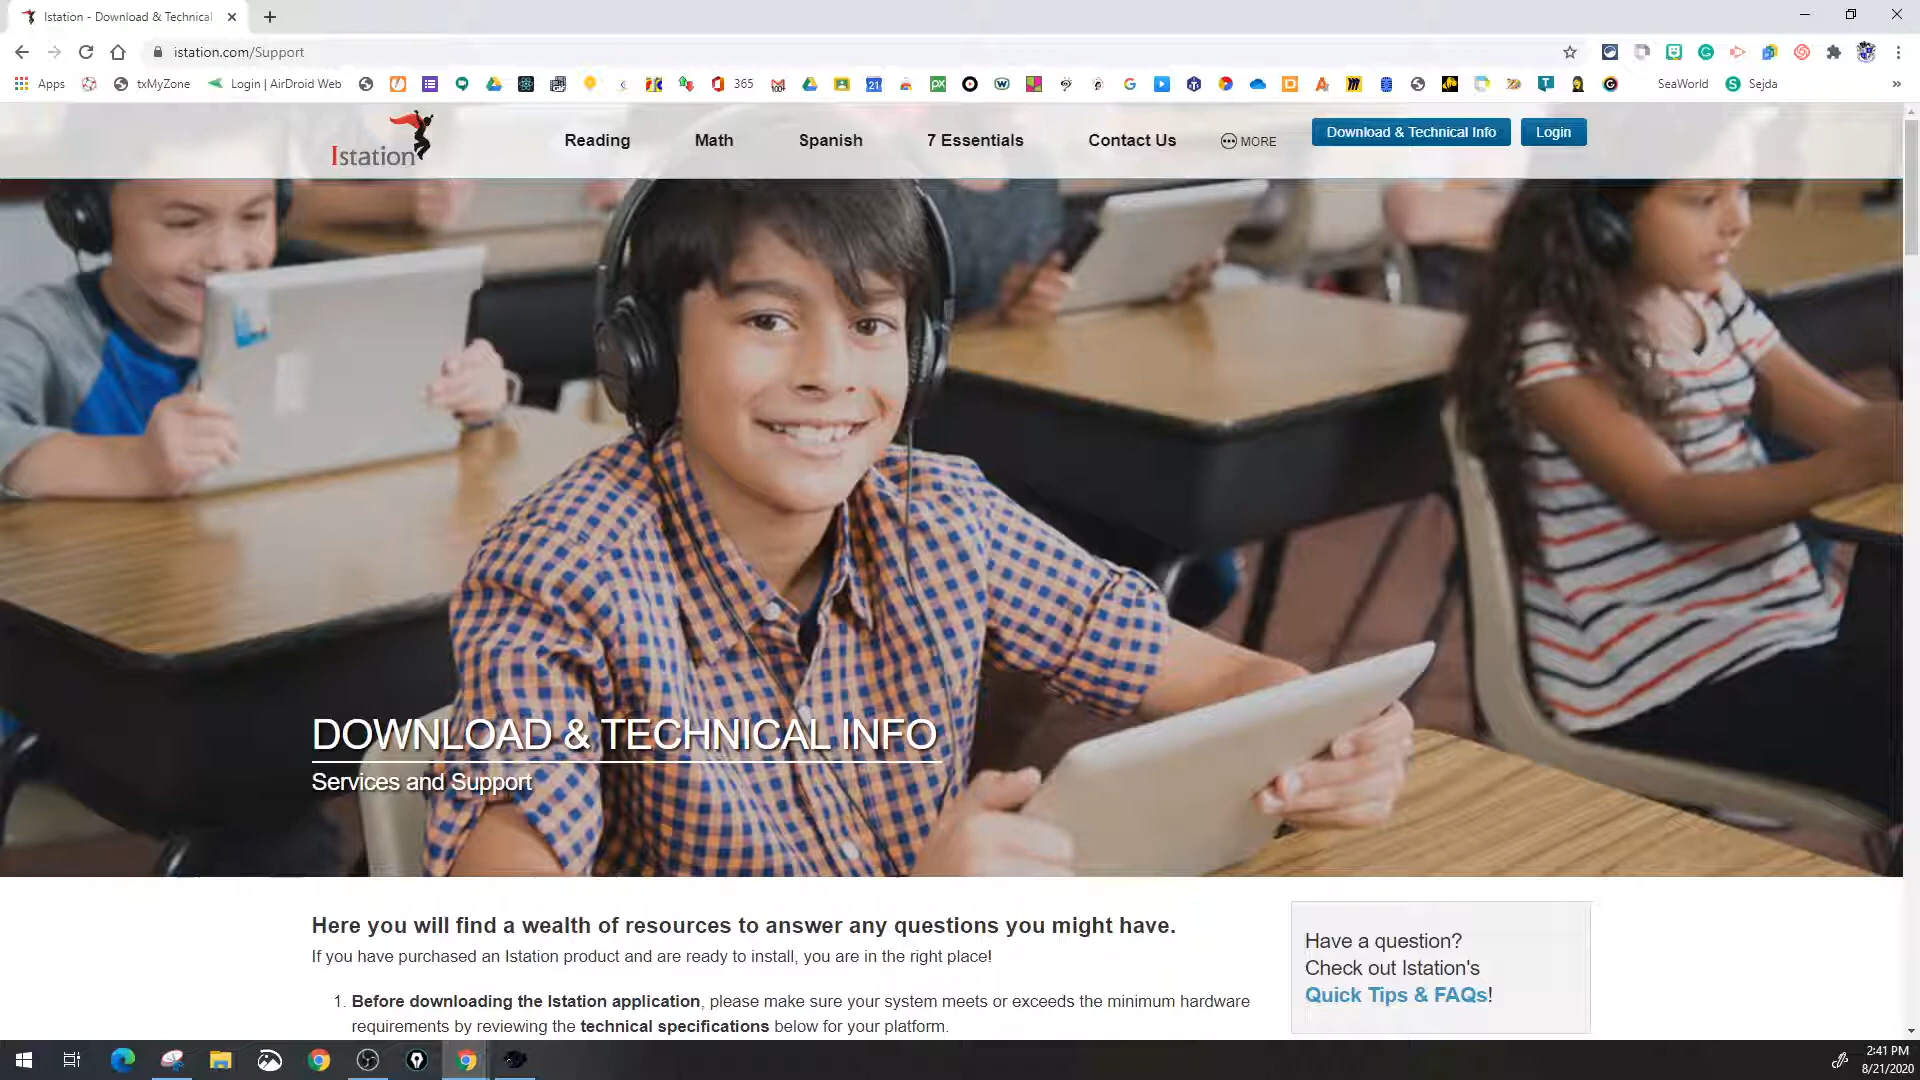 Istation - Download & Technical
istation.com/Support
Apps
txMyZone
Login | AirDroid Web
365
21
SeaWorld
Sejda
Istation
Reading
Math
Spanish
7 Essentials
Contact Us
MORE
Download & Technical Info
Login
DOWNLOAD & TECHNICAL INFO
Services and Support
Here you will find a wealth of resources to answer any questions you might have.
If you have purchased an Istation product and are ready to install, you are in the right place!
1. Before downloading the Istation application, please make sure your system meets or exceeds the minimum hardware
requirements by reviewing the technical specifications below for your platform.
Have a question?
Check out Istation's
Quick Tips & FAQs!
2:41 PM
8/21/2020